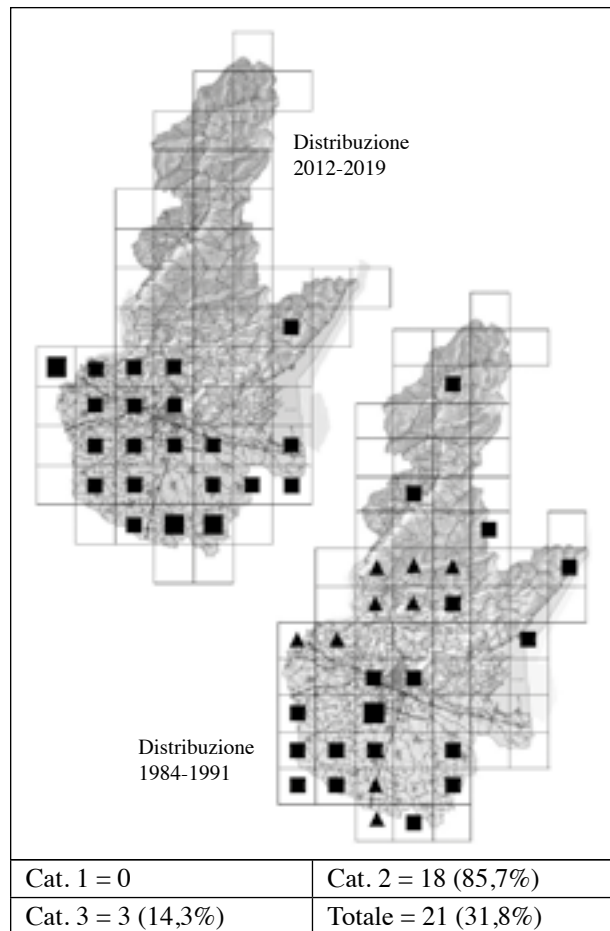 Distribuzione
2012-2019
Distribuzione
1984-1991
Cat. 1 = 0
Cat. 2 = 18 (85,7%)
Cat. 3 = 3 (14,3%)
Totale = 21 (31,8%)